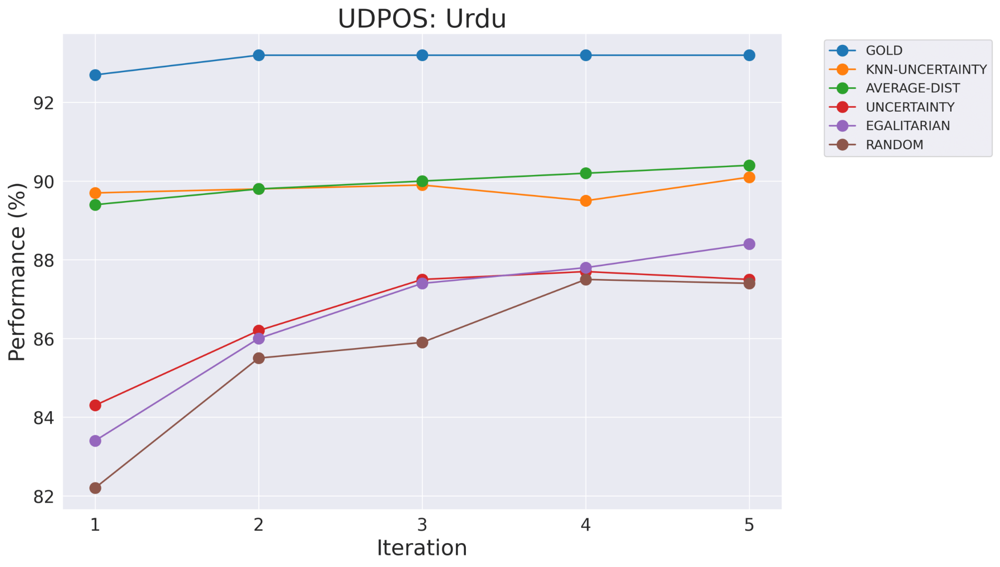 UDPOS: Urdu
GOLD
KNN-UNCERTAINTY
AVERAGE-DIST
UNCERTAINTY
EGALITARIAN
RANDOM
Performance (%)
92
90
88
86
84
82
1 2 3 4 5
Iteration